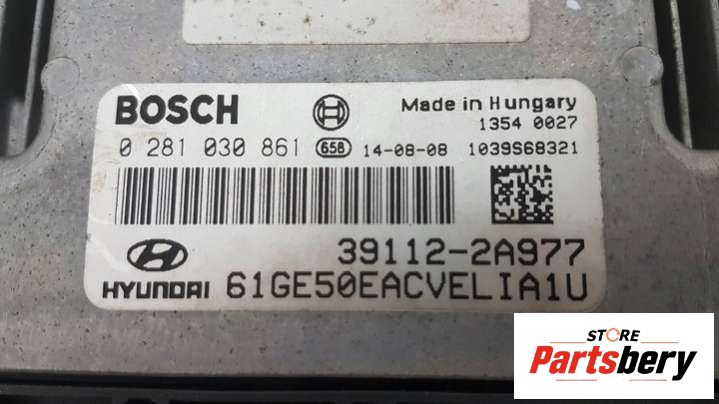 BOSCH Made in Hungary
1354 0027
0 281 030 861 658 14-08-08 1039S68321
39112-2A977
HYUNDAI 61GE50EACVELIA1U
STORE
Partsbery